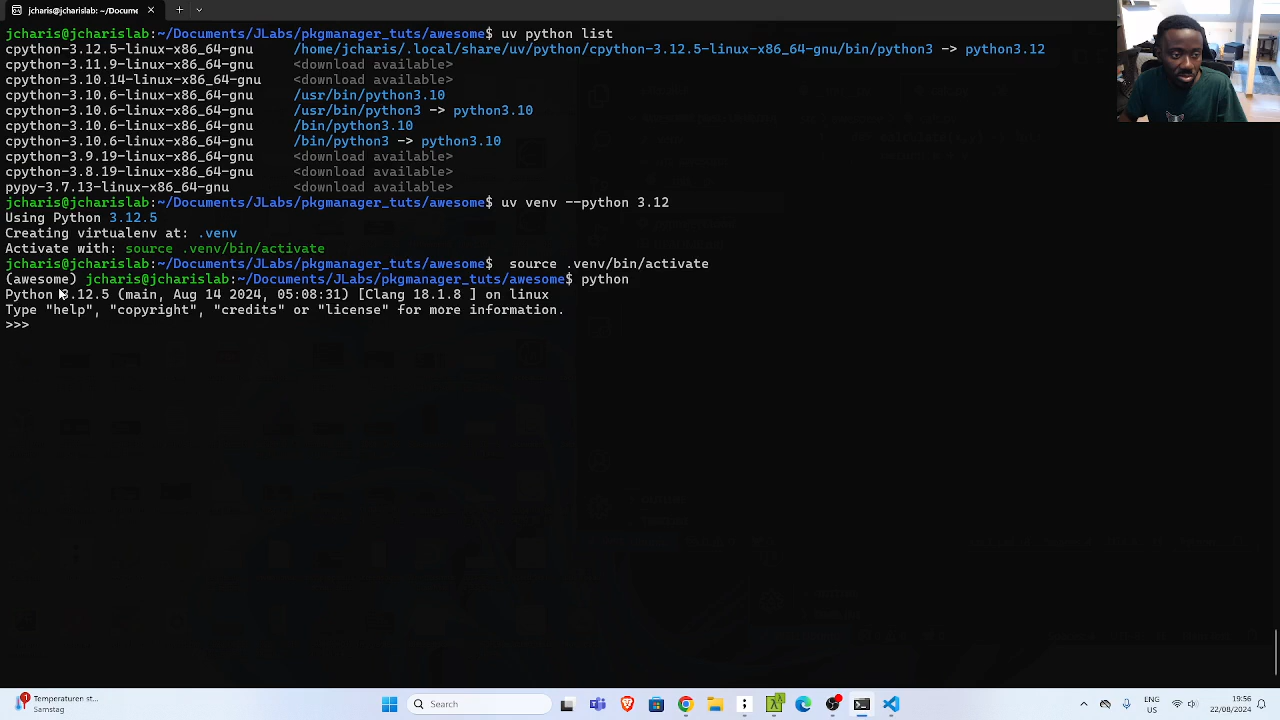 jcharis@jcharislab: ~/Docume
jcharis@jcharislab:~/Documents/JLabs/pkgmanager_tuts/awesome$ uv python list
cpython-3.12.5-linux-x86_64-gnu /home/jcharis/.local/share/uv/python/cpython-3.12.5-linux-x86_64-gnu/bin/python3 -> python3.12
cpython-3.11.9-linux-x86_64-gnu <download available>
cpython-3.10.14-linux-x86_64-gnu <download available>
cpython-3.10.6-linux-x86_64-gnu /usr/bin/python3.10
cpython-3.10.6-linux-x86_64-gnu /usr/bin/python3 -> python3.10
cpython-3.10.6-linux-x86_64-gnu /bin/python3.10
cpython-3.10.6-linux-x86_64-gnu /bin/python3 -> python3.10
cpython-3.9.19-linux-x86_64-gnu <download available>
cpython-3.8.19-linux-x86_64-gnu <download available>
pypy-3.7.13-linux-x86_64-gnu <download available>
jcharis@jcharislab:~/Documents/JLabs/pkgmanager_tuts/awesome$ uv venv --python 3.12
Using Python 3.12.5
Creating virtualenv at: .venv
Activate with: source .venv/bin/activate
jcharis@jcharislab:~/Documents/JLabs/pkgmanager_tuts/awesome$ source .venv/bin/activate
(awesome) jcharis@jcharislab:~/Documents/JLabs/pkgmanager_tuts/awesome$ python
Python 3.12.5 (main, Aug 14 2024, 05:08:31) [Clang 18.1.8 ] on linux
Type "help", "copyright", "credits" or "license" for more information.
>>>
Temperatur st...
Samstag
Search
ENG
US
19:56
22/08/2024